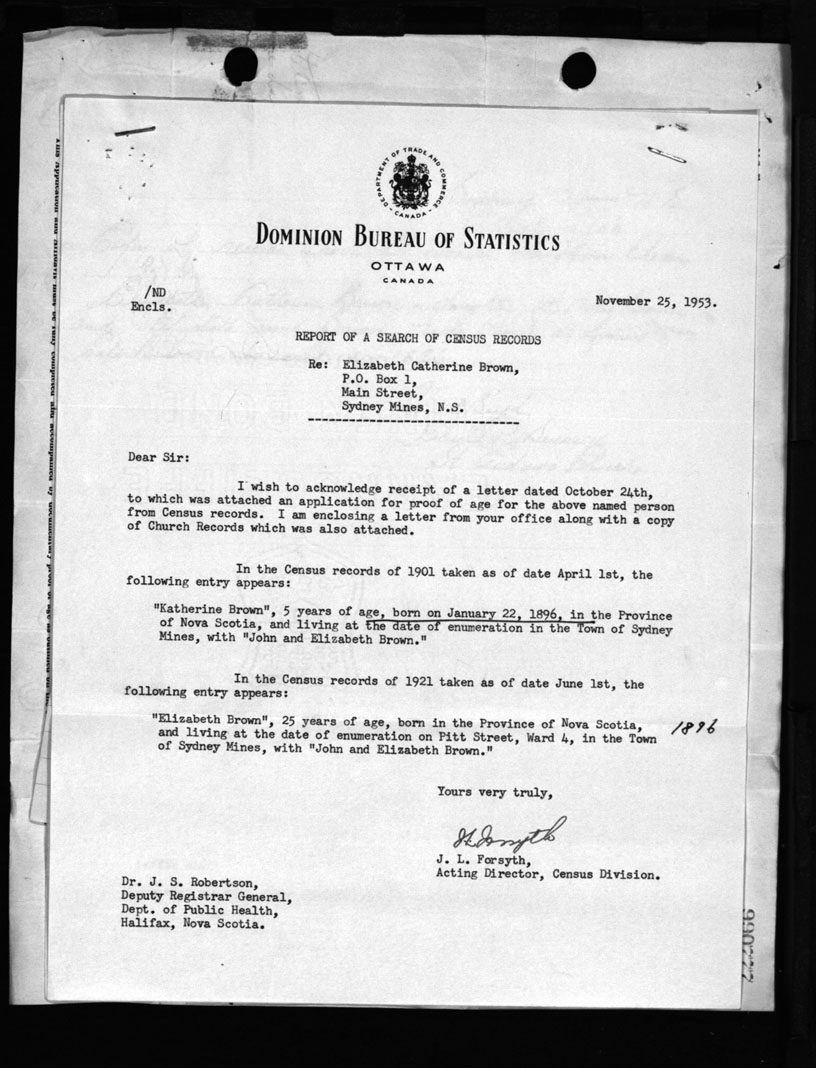 DEPARTMENT OF TRADE AND COMMERCE
- CANADA -
DOMINION BUREAU OF STATISTICS
OTTAWA
CANADA
/ND
Encls.
November 25, 1953.
REPORT OF A SEARCH OF CENSUS RECORDS
Re: Elizabeth Catherine Brown,
P.O. Box 1,
Main Street,
Sydney Mines, N.S.
Dear Sir:
I wish to acknowledge receipt of a letter dated October 24th,
to which was attached an application for proof of age for the above named person
from Census records. I am enclosing a letter from your office along with a copy
of Church Records which was also attached.
In the Census records of 1901 taken as of date April 1st, the
following entry appears:
"Katherine Brown", 5 years of age, born on January 22, 1896, in the Province
of Nova Scotia, and living at the date of enumeration in the Town of Sydney
Mines, with "John and Elizabeth Brown."
In the Census records of 1921 taken as of date June 1st, the
following entry appears:
"Elizabeth Brown", 25 years of age, born in the Province of Nova Scotia,
and living at the date of enumeration on Pitt Street, Ward 4, in the Town 1896
of Sydney Mines, with "John and Elizabeth Brown."
Yours very truly,
J. L. Forsyth
J. L. Forsyth,
Acting Director, Census Division.
Dr. J. S. Robertson,
Deputy Registrar General,
Dept. of Public Health,
Halifax, Nova Scotia.